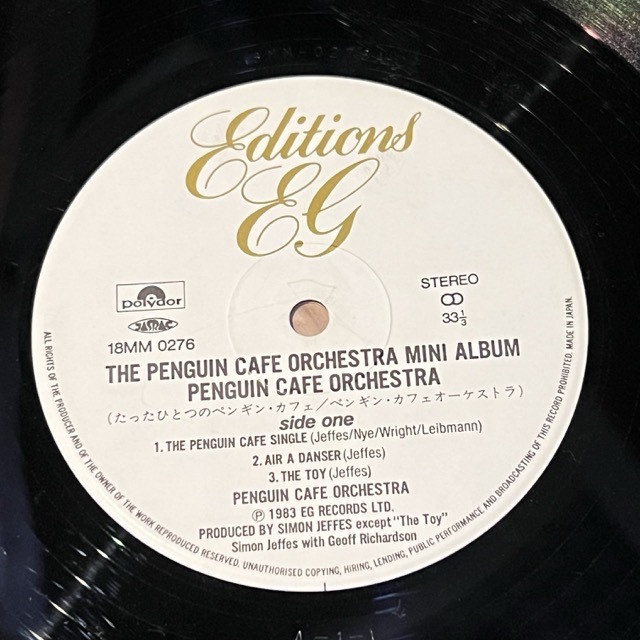 Editions
EG
polydor
JASRAC
18MM 0276
STEREO
33 1/3
THE PENGUIN CAFE ORCHESTRA MINI ALBUM
PENGUIN CAFE ORCHESTRA
(たったひとつのペンギン・カフェ/ペンギン・カフェオーケストラ)
side one
1. THE PENGUIN CAFE SINGLE (Jeffes/Nye/Wright/Leibmann)
2. AIR A DANSER (Jeffes)
3. THE TOY (Jeffes)
PENGUIN CAFE ORCHESTRA
℗ 1983 EG RECORDS LTD.
PRODUCED BY SIMON JEFFES except "The Toy"
Simon Jeffes with Geoff Richardson
ALL RIGHTS OF THE PRODUCER AND OF THE OWNER OF THE WORK REPRODUCED RESERVED. UNAUTHORISED COPYING, HIRING, LENDING, PUBLIC PERFORMANCE AND BROADCASTING OF THIS RECORD PROHIBITED. MADE IN JAPAN.